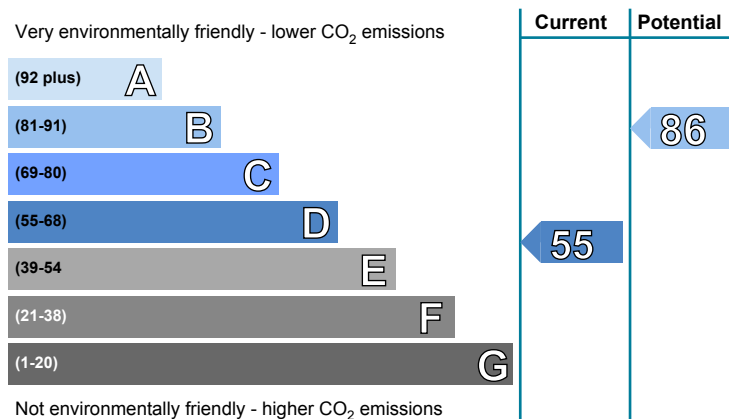 Current Potential
Very environmentally friendly - lower CO₂ emissions
(92 plus) A
(81-91) B
86
(69-80) C
(55-68) D
55
(39-54 E
(21-38) F
(1-20) G
Not environmentally friendly - higher CO₂ emissions